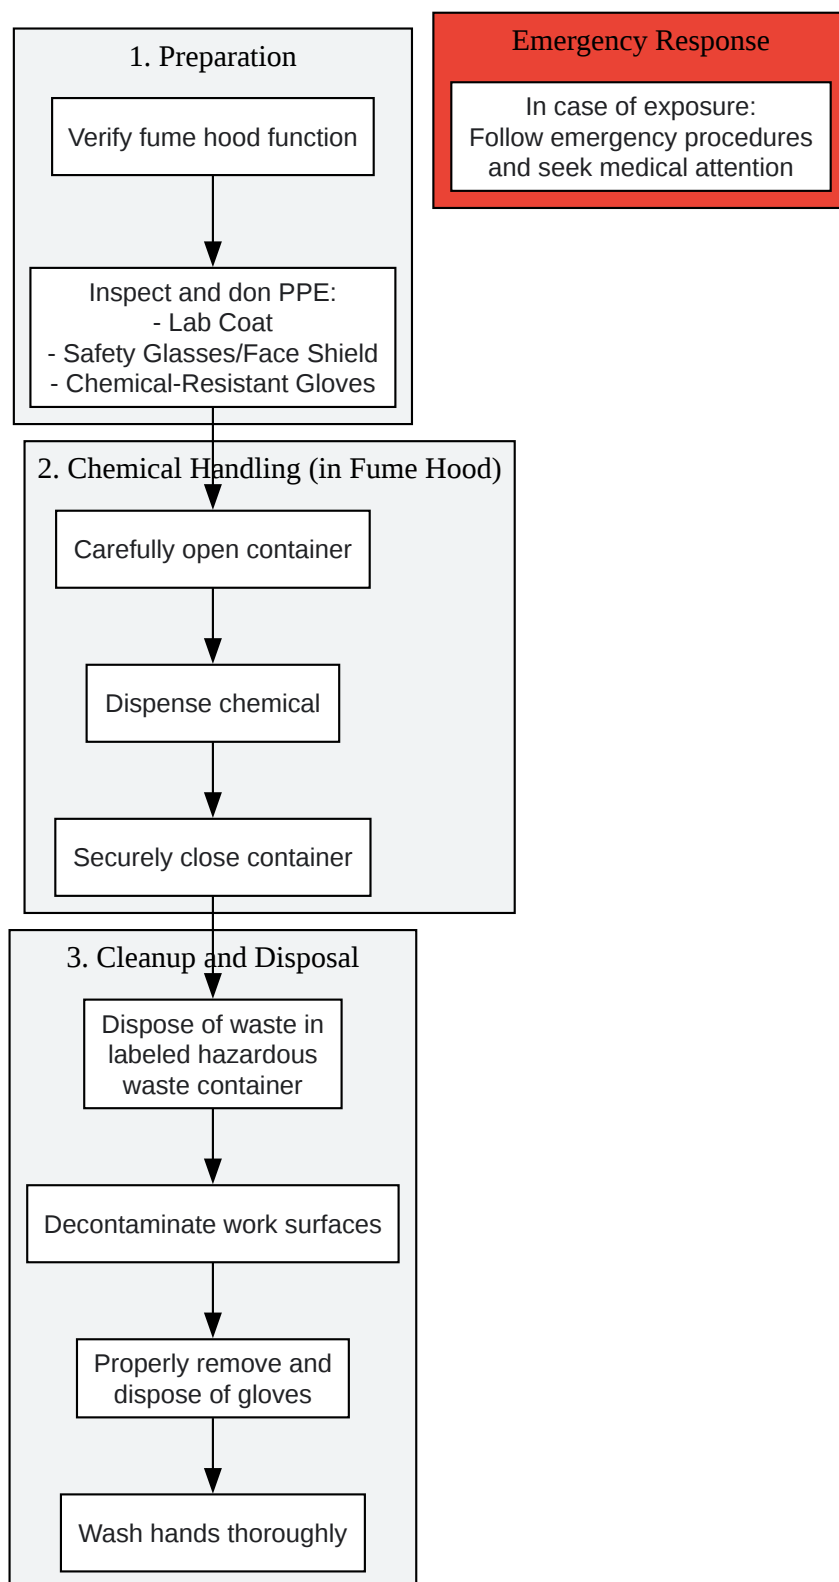 1. Preparation
Verify fume hood function
Inspect and don PPE:
- Lab Coat
- Safety Glasses/Face Shield
- Chemical-Resistant Gloves
Emergency Response
In case of exposure:
Follow emergency procedures
and seek medical attention
2. Chemical Handling (in Fume Hood)
Carefully open container
Dispense chemical
Securely close container
3. Cleanup and Disposal
Dispose of waste in
labeled hazardous
waste container
Decontaminate work surfaces
Properly remove and
dispose of gloves
Wash hands thoroughly